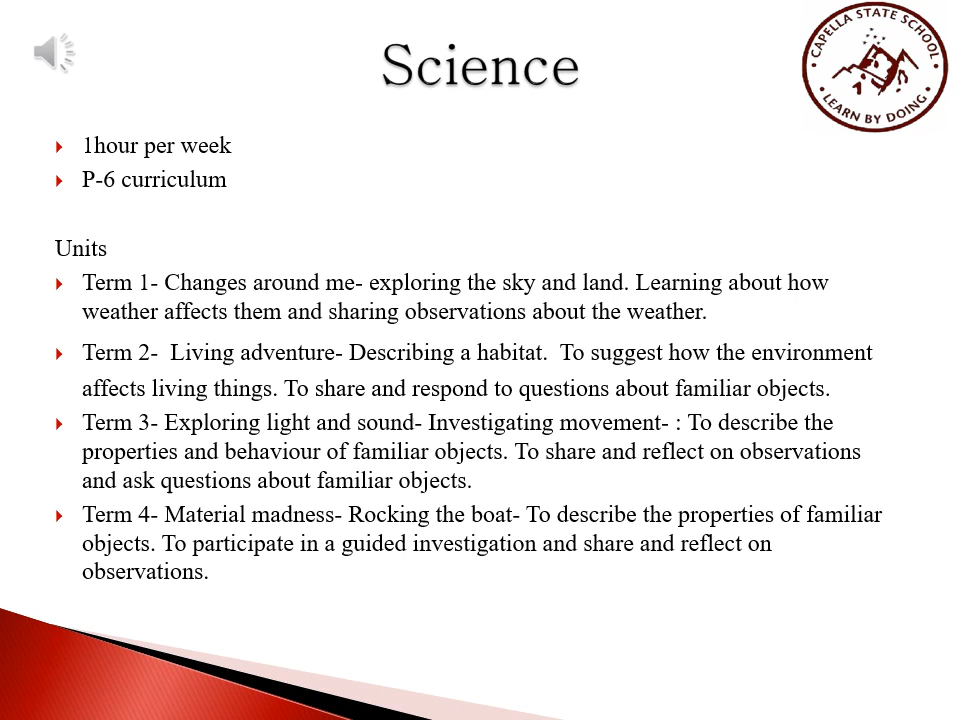 Science
CAPELLA STATE SCHOOL
LEARN BY DOING
1hour per week
P-6 curriculum
Units
Term 1- Changes around me- exploring the sky and land. Learning about how
weather affects them and sharing observations about the weather.
Term 2-  Living adventure- Describing a habitat.  To suggest how the environment
affects living things. To share and respond to questions about familiar objects.
Term 3- Exploring light and sound- Investigating movement- : To describe the
properties and behaviour of familiar objects. To share and reflect on observations
and ask questions about familiar objects.
Term 4- Material madness- Rocking the boat- To describe the properties of familiar
objects. To participate in a guided investigation and share and reflect on
observations.